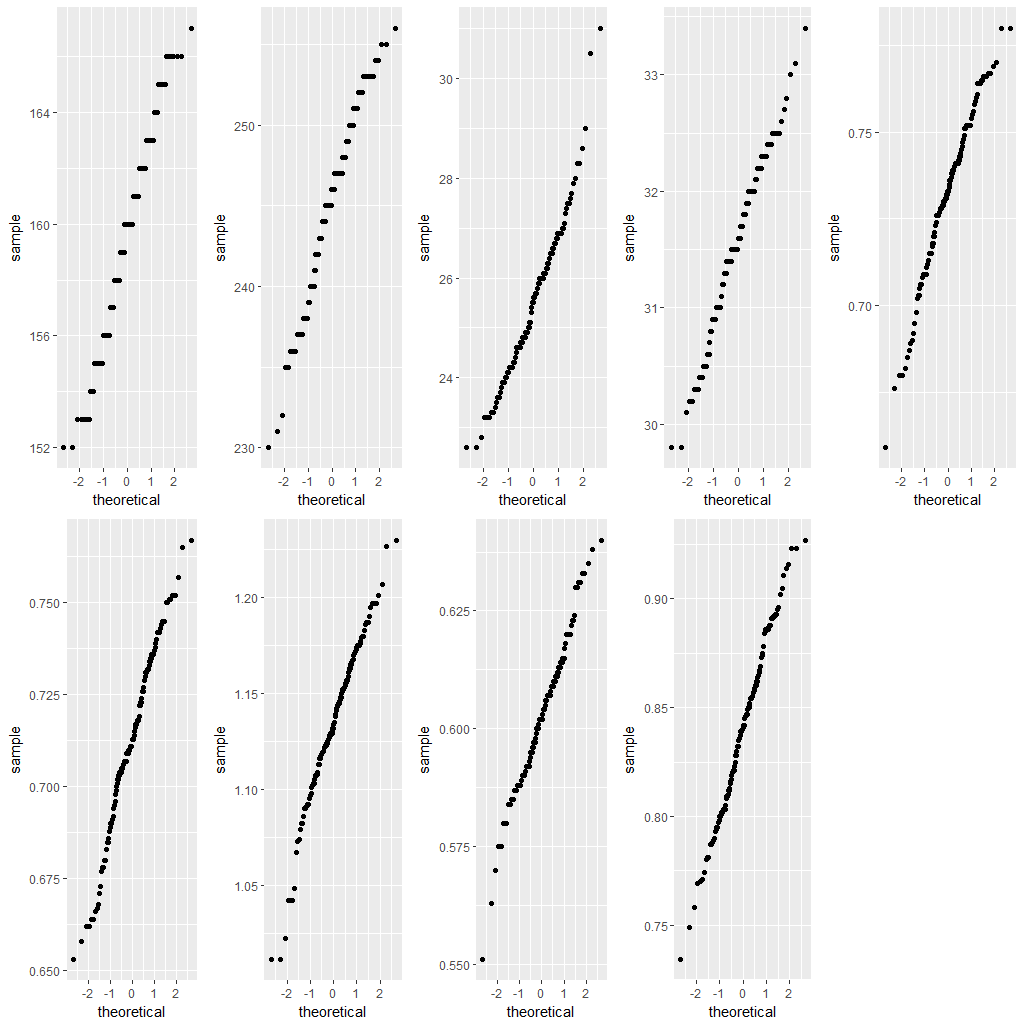 sample
164
160
156
152
-2 -1 0 1 2
theoretical
sample
250
240
230
-2 -1 0 1 2
theoretical
sample
30
28
26
24
-2 -1 0 1 2
theoretical
sample
33
32
31
30
-2 -1 0 1 2
theoretical
sample
0.75
0.70
-2 -1 0 1 2
theoretical
sample
0.750
0.725
0.700
0.675
0.650
-2 -1 0 1 2
theoretical
sample
1.20
1.15
1.10
1.05
-2 -1 0 1 2
theoretical
sample
0.625
0.600
0.575
0.550
-2 -1 0 1 2
theoretical
sample
0.90
0.85
0.80
0.75
-2 -1 0 1 2
theoretical